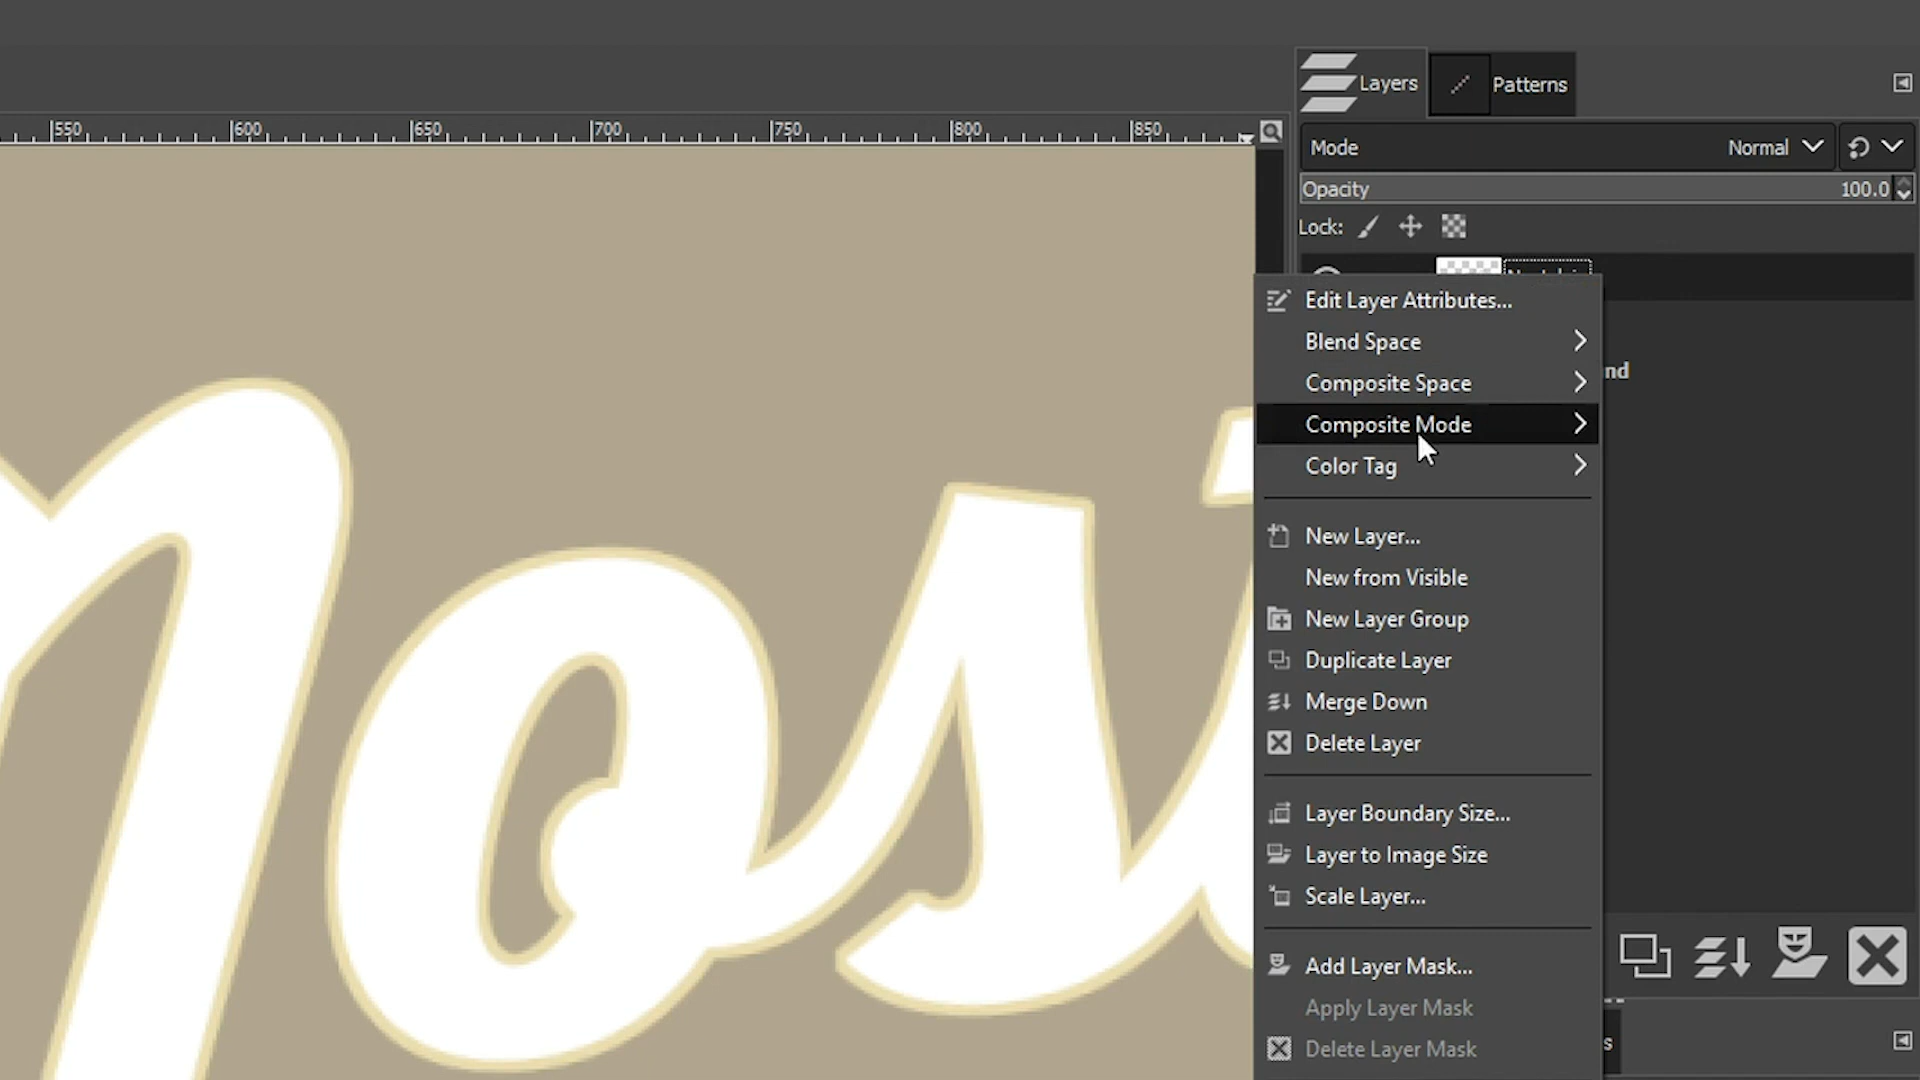 Layers
Patterns
550 600 650 700 750 800 850
Mode Normal
Opacity 100.0
Lock:
Edit Layer Attributes...
Blend Space
nd
Composite Space
Composite Mode
Color Tag
New Layer...
New from Visible
New Layer Group
Duplicate Layer
Merge Down
Delete Layer
Layer Boundary Size...
Layer to Image Size
Scale Layer...
Add Layer Mask...
Apply Layer Mask
s
Delete Layer Mask